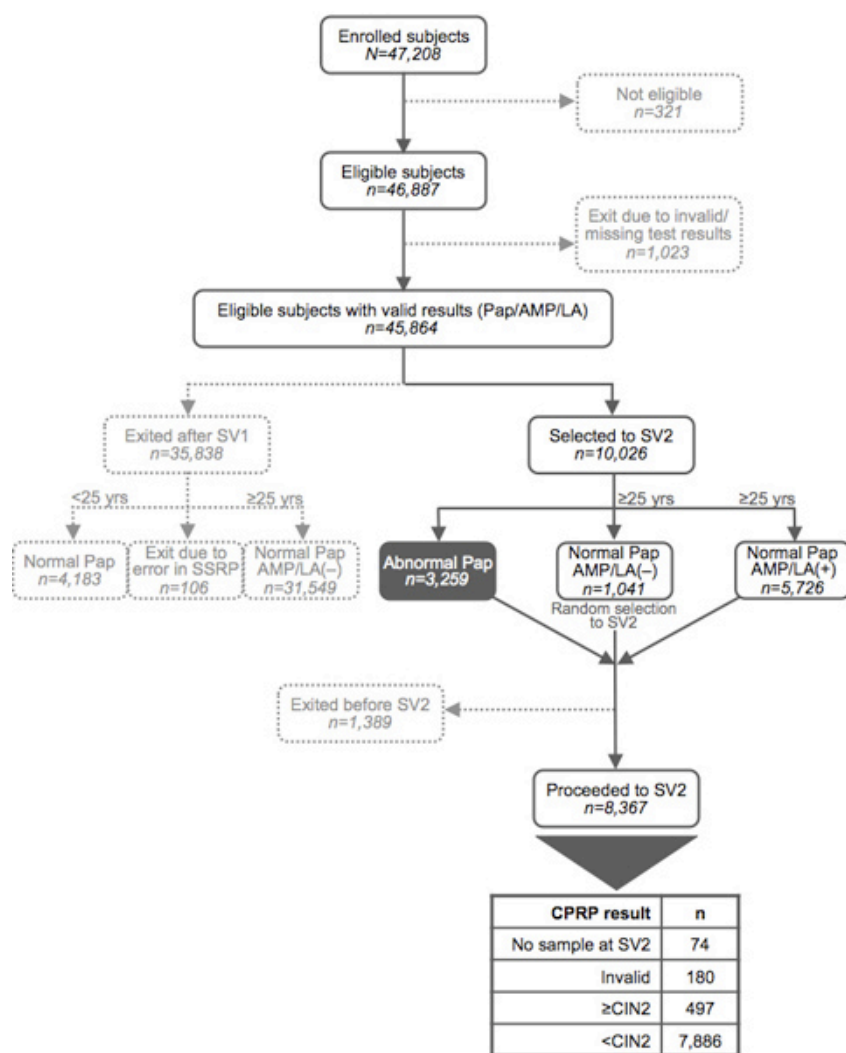 Enrolled subjects
N=47,208
Not eligible
n=321
Eligible subjects
n=46,887
Exit due to invalid/
missing test results
n=1,023
Eligible subjects with valid results (Pap/AMP/LA)
n=45,864
Exited after SV1
n=35,838
Selected to SV2
n=10,026
<25 yrs
≥25 yrs
≥25 yrs
≥25 yrs
Normal Pap
n=4,183
Exit due to
error in SSRP
n=106
Normal Pap
AMP/LA(–)
n=31,549
Abnormal Pap
n=3,259
Normal Pap
AMP/LA(–)
n=1,041
Random selection
to SV2
Normal Pap
AMP/LA(+)
n=5,726
Exited before SV2
n=1,389
Proceeded to SV2
n=8,367
CPRP result n
No sample at SV2 74
Invalid 180
≥CIN2 497
<CIN2 7,886